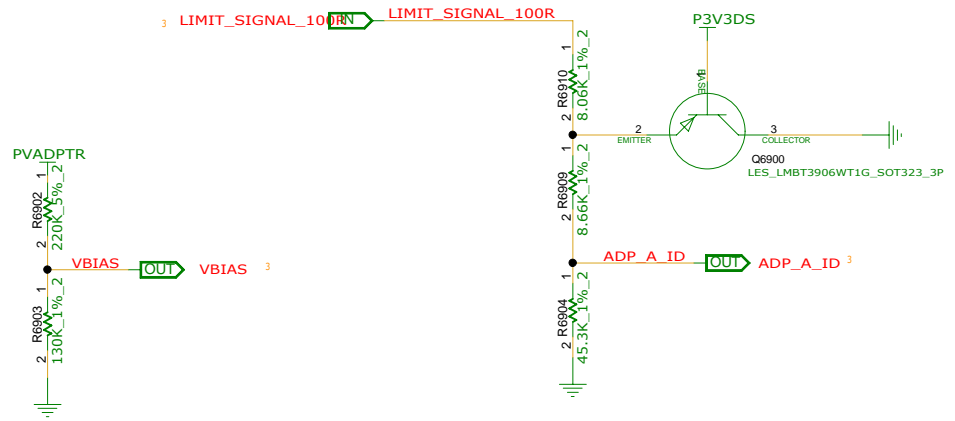 3 LIMIT_SIGNAL_100R IN LIMIT_SIGNAL_100R
P3V3DS
1
R6910
8.06K_1%_2
2
1
BASE
2
EMITTER
3
COLLECTOR
Q6900
LES_LMBT3906WT1G_SOT323_3P
PVADPTR
1
R6902
220K_5%_2
2
VBIAS OUT VBIAS 3
1
R6903
130K_1%_2
2
1
R6909
8.66K_1%_2
2
ADP_A_ID OUT ADP_A_ID 3
1
R6904
45.3K_1%_2
2